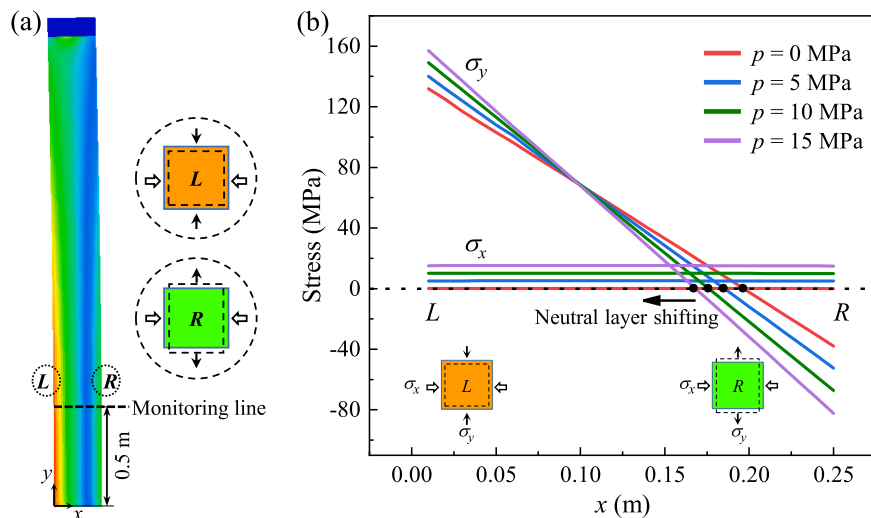 (a)
L
R
L
R
Monitoring line
0.5 m
y
x
(b)
160
120
80
40
0
-40
-80
Stress (MPa)
σy
σx
p = 0 MPa
p = 5 MPa
p = 10 MPa
p = 15 MPa
L
R
Neutral layer shifting
σx
L
σy
σx
R
σy
0.00
0.05
0.10
0.15
0.20
0.25
x (m)